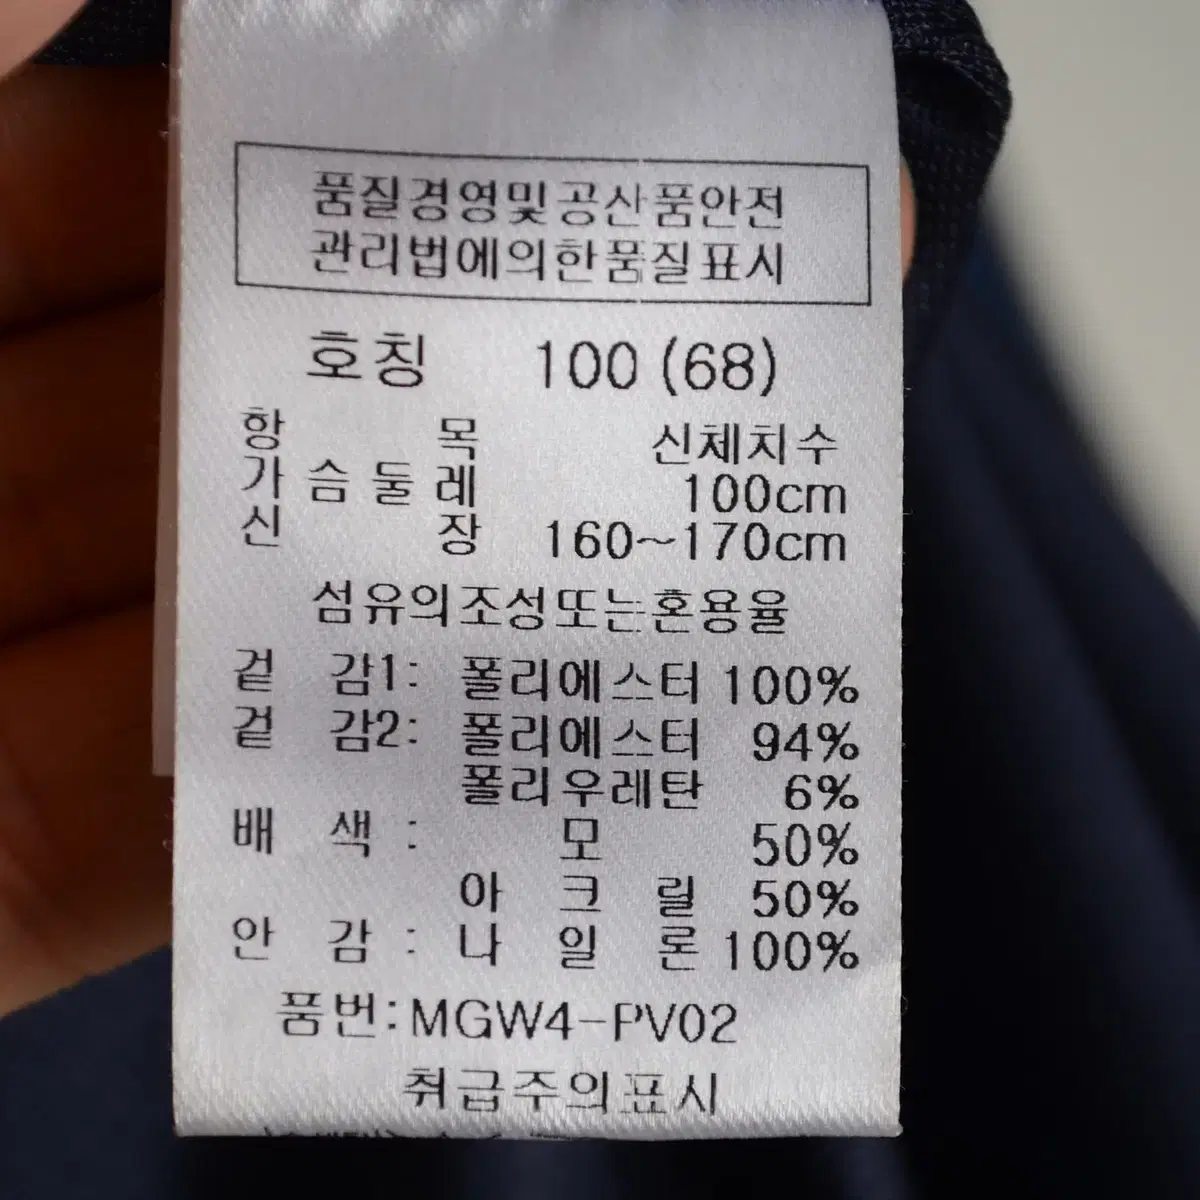 품질경영및공산품안전
관리법에의한품질표시
호칭 100 (68)
항 목 신체치수
가 슴 둘 레 100cm
신 장 160~170cm
섬유의조성또는혼용율
겉 감1: 폴리에스터 100%
겉 감2: 폴리에스터 94%
폴리우레탄 6%
배 색 : 모 50%
아 크 릴 50%
안 감 : 나 일 론 100%
품번:MGW4-PV02
취급주의표시